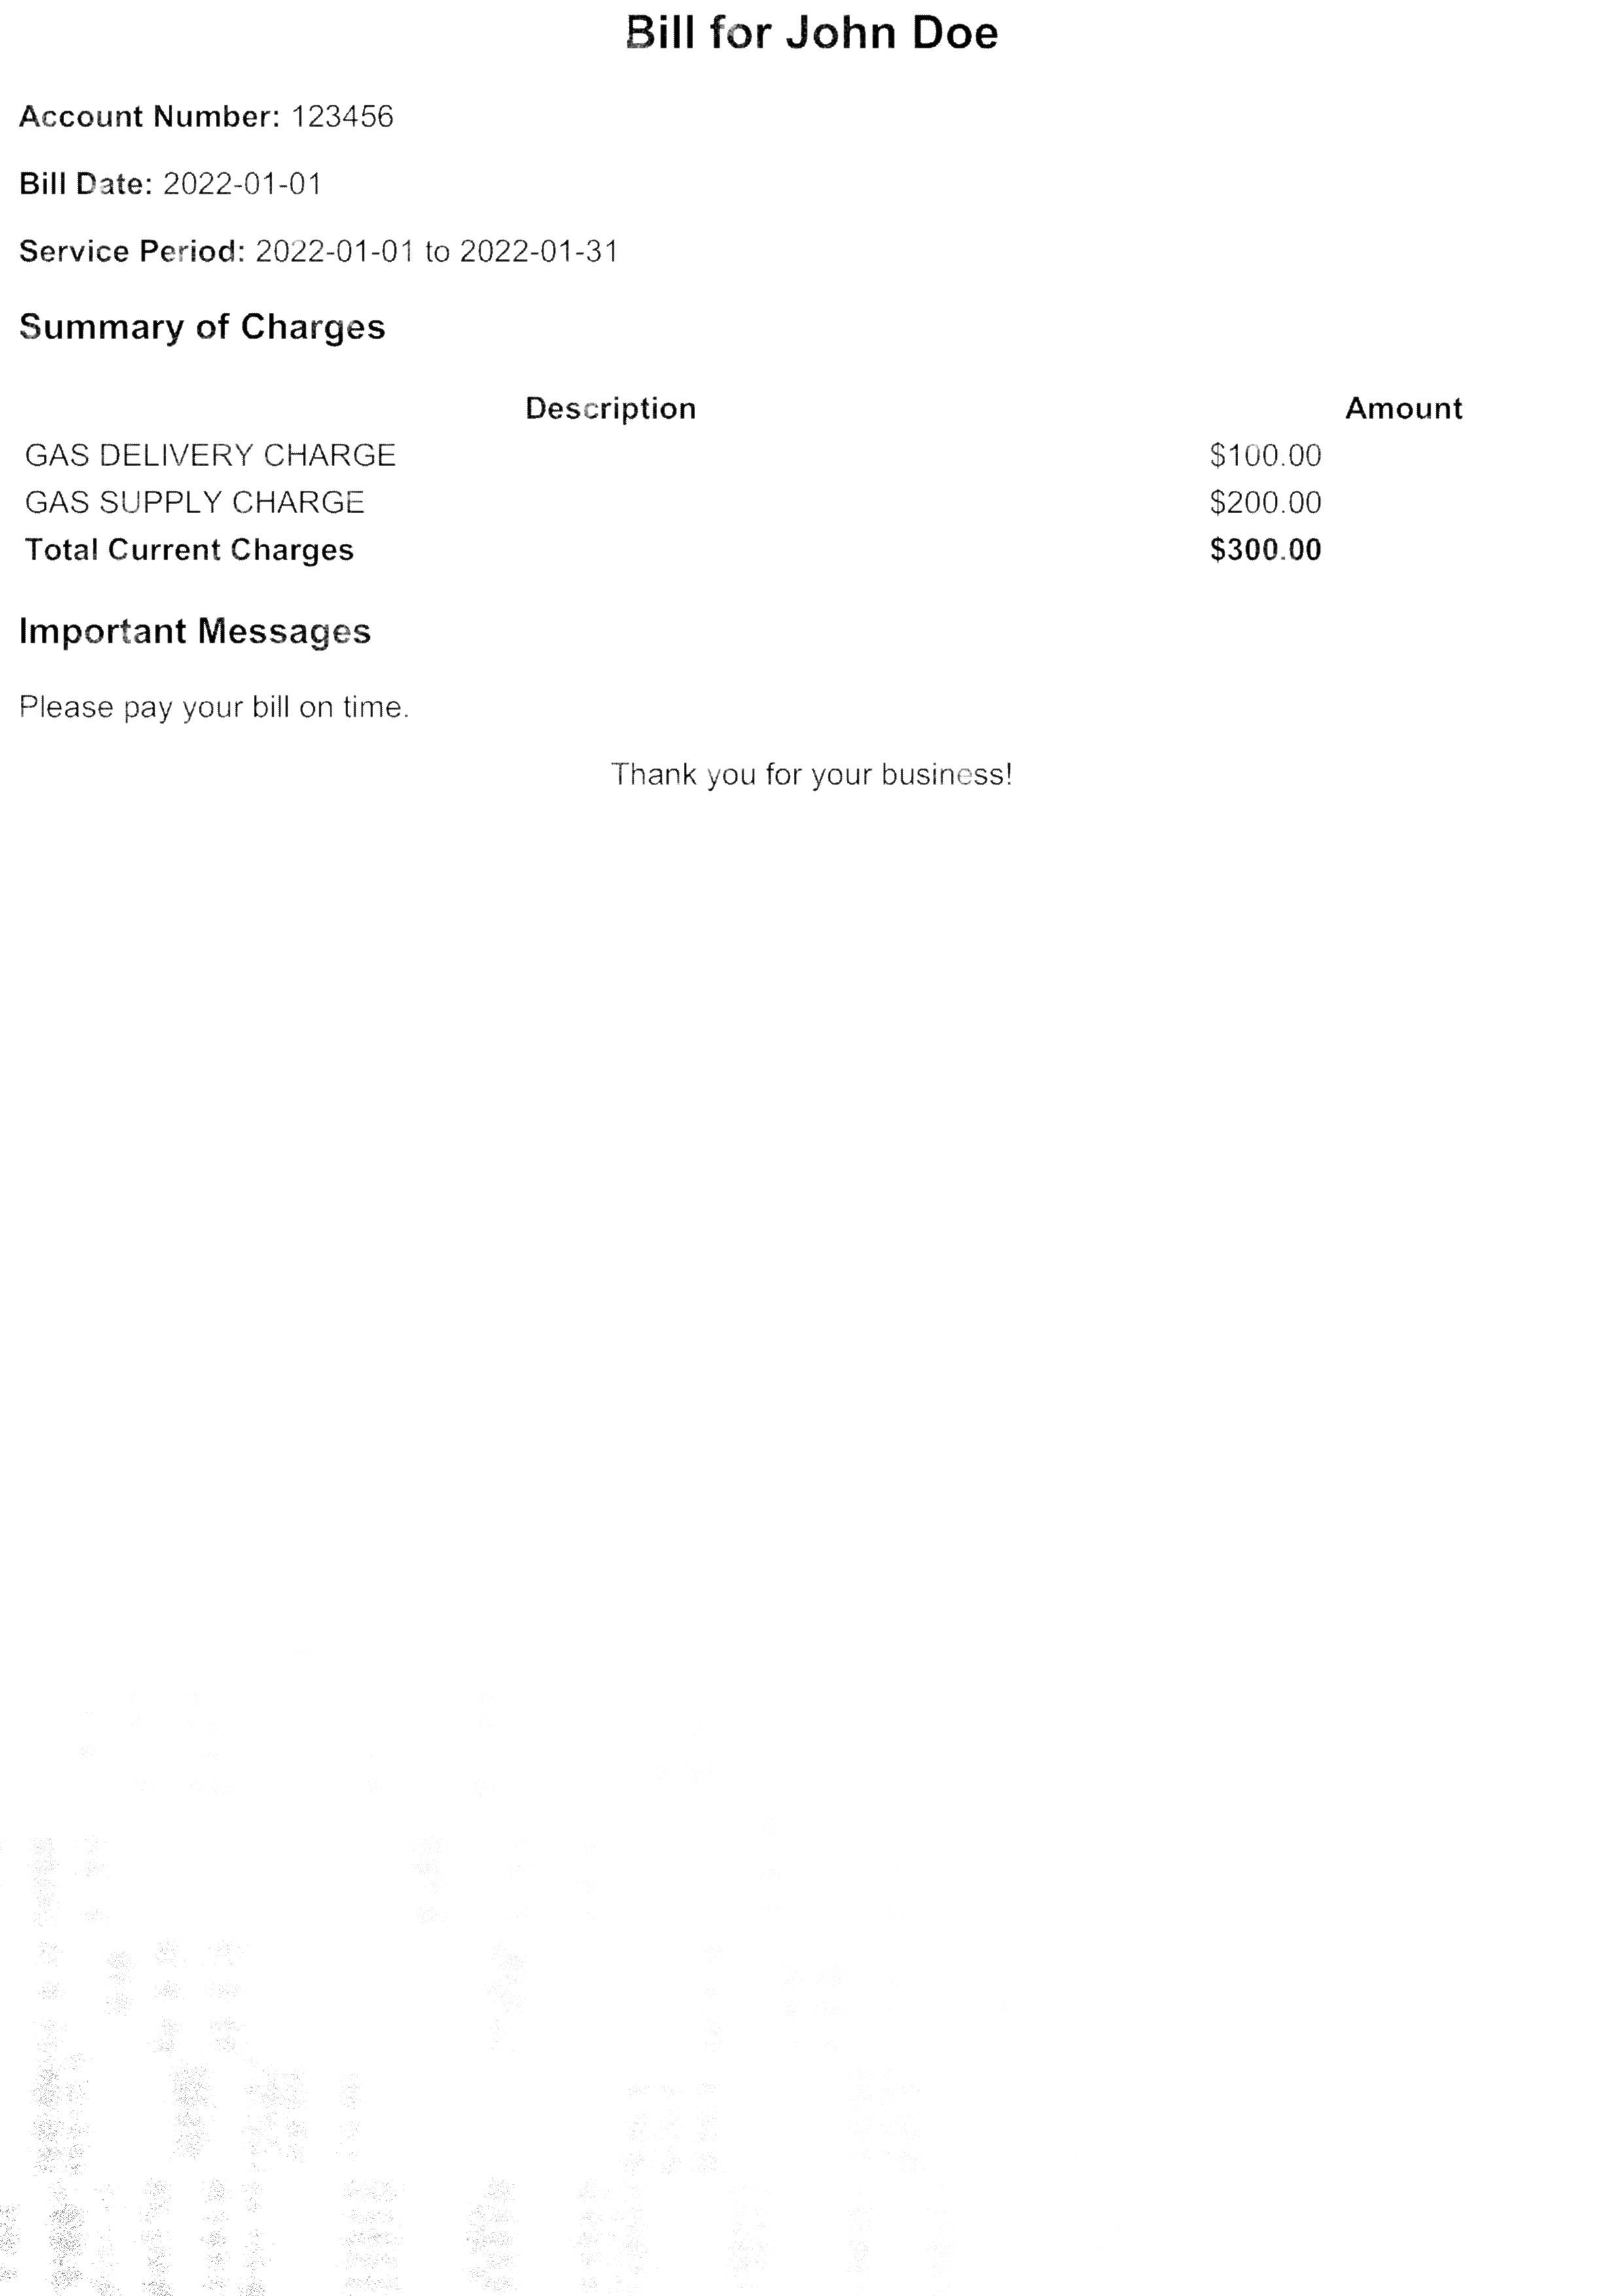 Bill for John Doe
Account Number: 123456
Bill Date: 2022-01-01
Service Period: 2022-01-01 to 2022-01-31
Summary of Charges
Description Amount
GAS DELIVERY CHARGE $100.00
GAS SUPPLY CHARGE $200.00
Total Current Charges $300.00
Important Messages
Please pay your bill on time.
Thank you for your business!